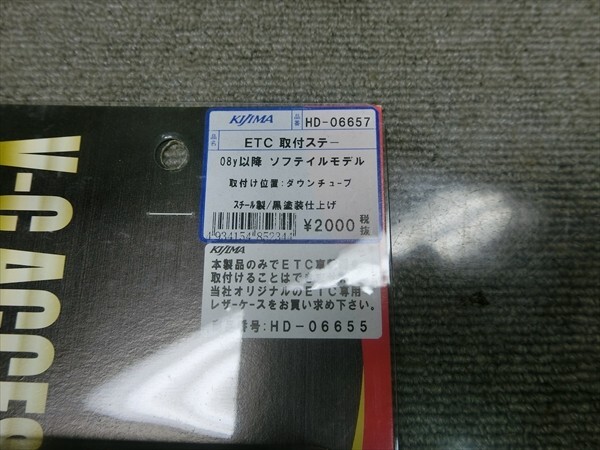 KIJIMA 品番 HD-06657
品名 ETC 取付ステー
08y以降 ソフテイルモデル
取付け位置:ダウンチューブ
スチール製/黒塗装仕上げ
4934154852344 ¥2000 税抜
KIJIMA
本製品のみでETC車
取付けることはで
当社オリジナルのETC専用
レザーケースをお買い求め下さい。
番号:HD-06655
V-C ACCES